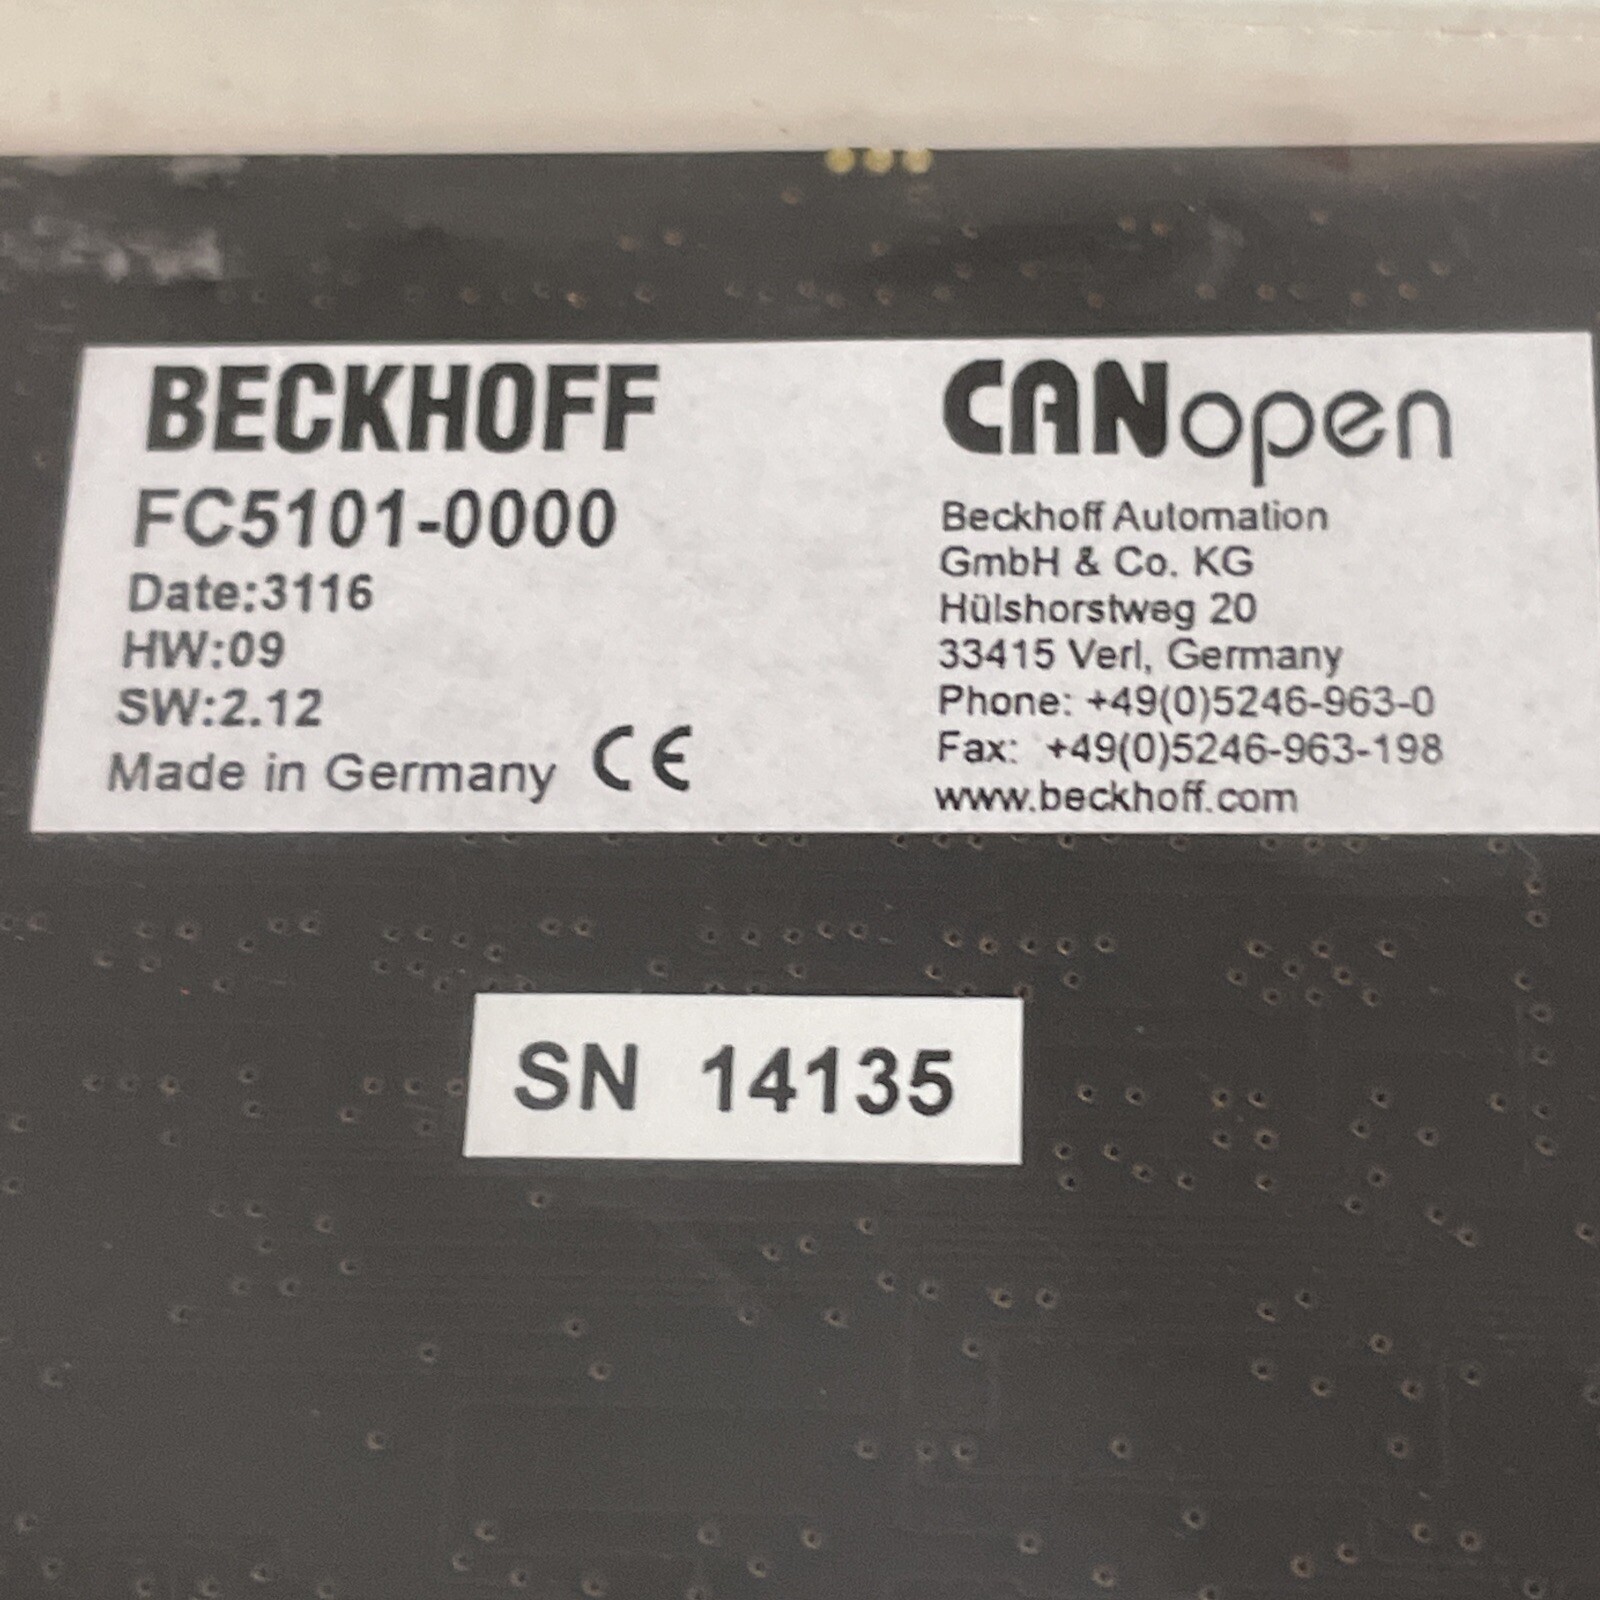 BECKHOFF
FC5101-0000
Date:3116
HW:09
SW:2.12
Made in Germany CE
CANopen
Beckhoff Automation
GmbH & Co. KG
Hülshorstweg 20
33415 Verl, Germany
Phone: +49(0)5246-963-0
Fax: +49(0)5246-963-198
www.beckhoff.com
SN 14135